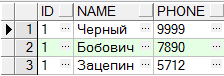 ID NAME PHONE
1 1 Черный 9999
2 1 Бобович 7890
3 1 Зацепин 5712